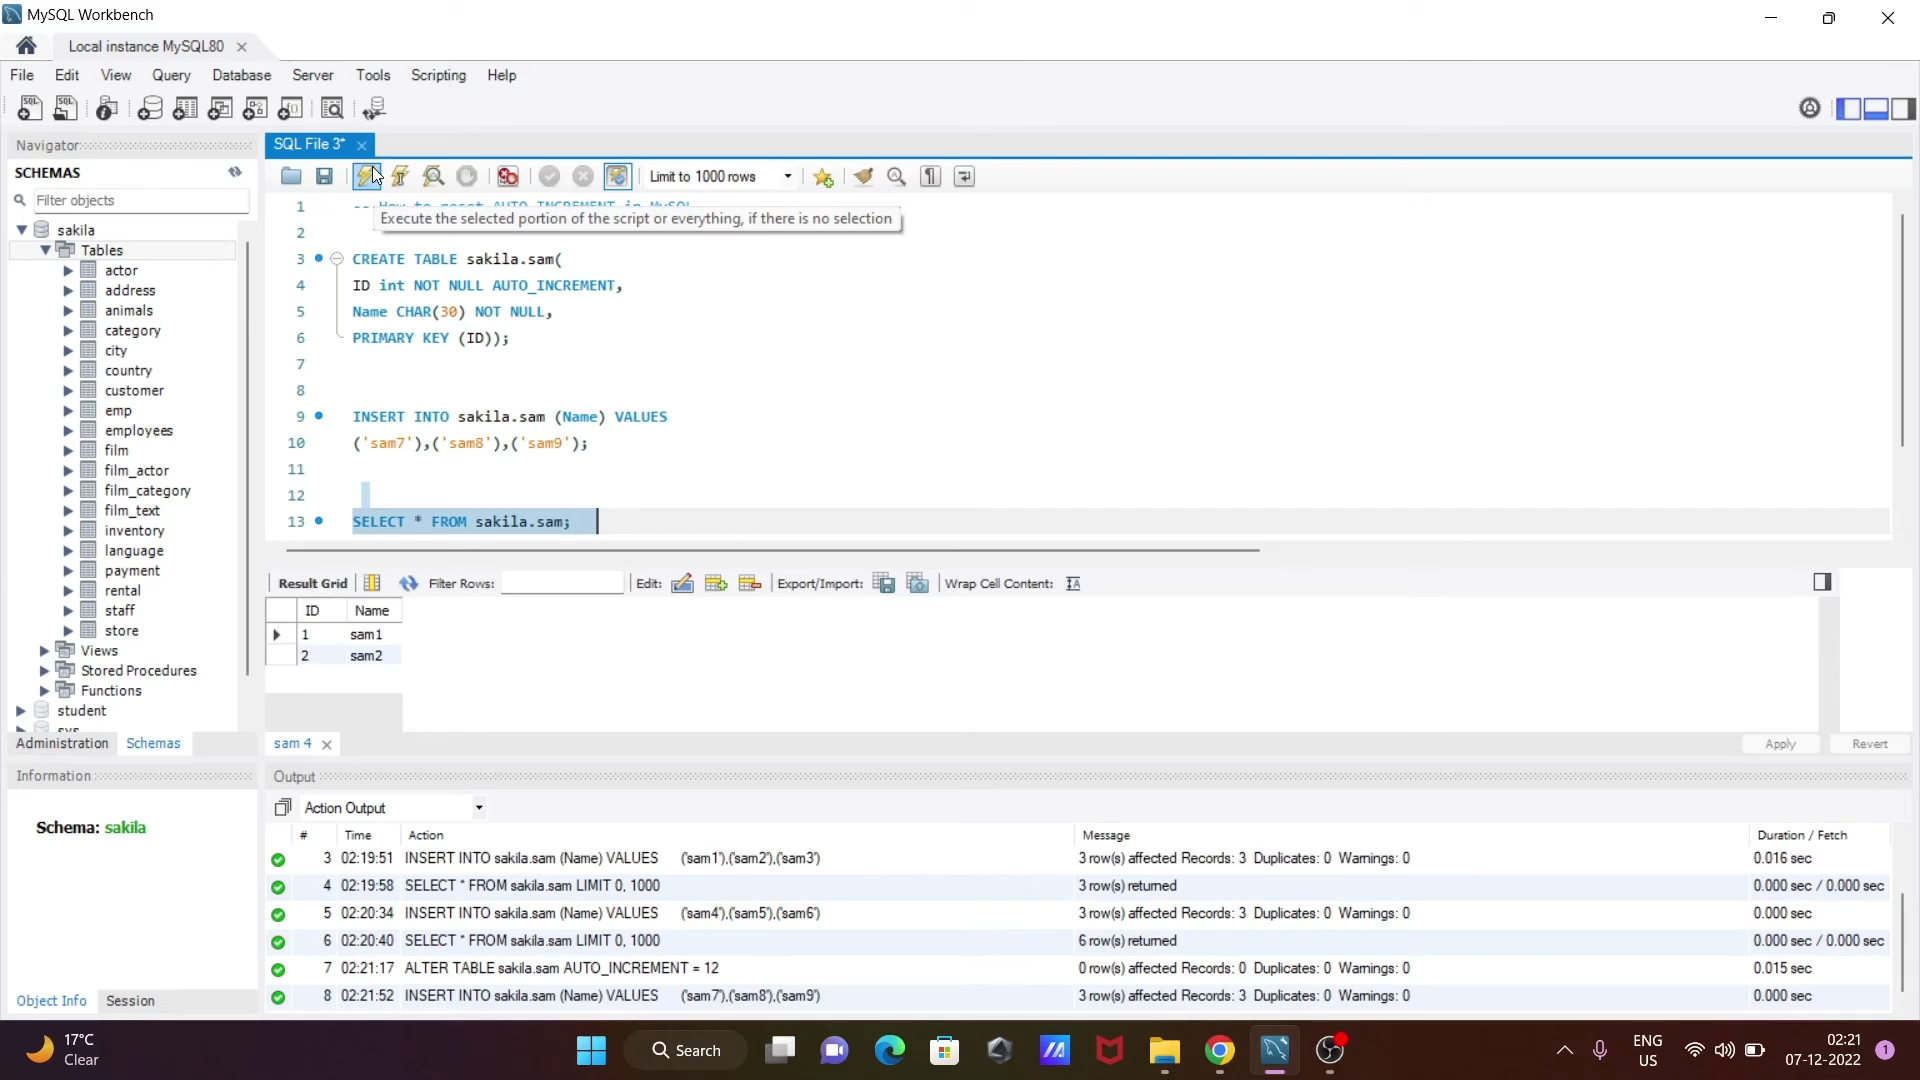 MySQL Workbench
Local instance MySQL80
File Edit View Query Database Server Tools Scripting Help
Navigator
SQL File 3*
SCHEMAS
Limit to 1000 rows
Filter objects
1
Execute the selected portion of the script or everything, if there is no selection
sakila
Tables
actor
address
animals
category
city
country
customer
emp
employees
film
film_actor
film_category
film_text
inventory
language
payment
rental
staff
store
Views
Stored Procedures
Functions
student
2
3 CREATE TABLE sakila.sam(
4 ID int NOT NULL AUTO_INCREMENT,
5 Name CHAR(30) NOT NULL,
6 PRIMARY KEY (ID));
7
8
9 INSERT INTO sakila.sam (Name) VALUES
10 ('sam7'),('sam8'),('sam9');
11
12
13 SELECT * FROM sakila.sam;
Result Grid Filter Rows: Edit: Export/Import: Wrap Cell Content:
ID Name
1 sam1
2 sam2
Administration Schemas
sam 4
Apply Revert
Information
Schema: sakila
Object Info Session
Output
Action Output
# Time Action Message Duration / Fetch
3 02:19:51 INSERT INTO sakila.sam (Name) VALUES ('sam1'),('sam2'),('sam3') 3 row(s) affected Records: 3 Duplicates: 0 Warnings: 0 0.016 sec
4 02:19:58 SELECT * FROM sakila.sam LIMIT 0, 1000 3 row(s) returned 0.000 sec / 0.000 sec
5 02:20:34 INSERT INTO sakila.sam (Name) VALUES ('sam4'),('sam5'),('sam6') 3 row(s) affected Records: 3 Duplicates: 0 Warnings: 0 0.000 sec
6 02:20:40 SELECT * FROM sakila.sam LIMIT 0, 1000 6 row(s) returned 0.000 sec / 0.000 sec
7 02:21:17 ALTER TABLE sakila.sam AUTO_INCREMENT = 12 0 row(s) affected Records: 0 Duplicates: 0 Warnings: 0 0.015 sec
8 02:21:52 INSERT INTO sakila.sam (Name) VALUES ('sam7'),('sam8'),('sam9') 3 row(s) affected Records: 3 Duplicates: 0 Warnings: 0 0.000 sec
17°C
Clear
Search
ENG
US
02:21
07-12-2022
1